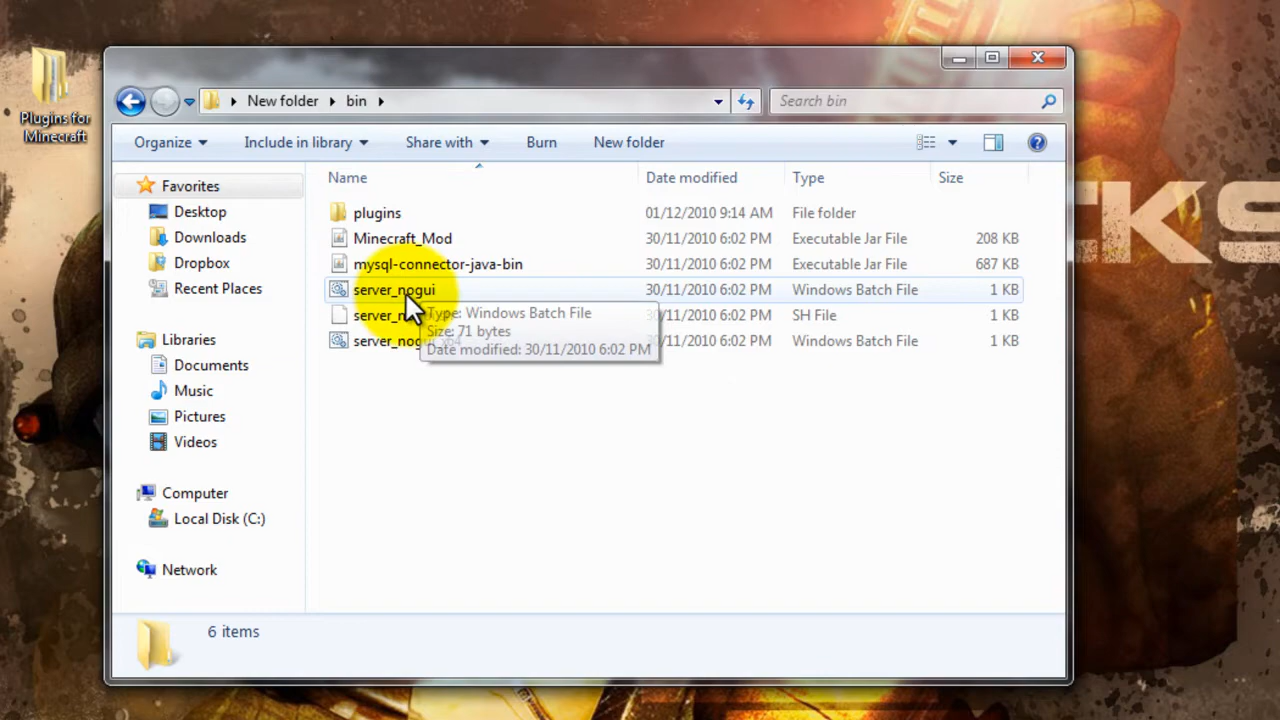 Plugins for
Minecraft
New folder
bin
Search bin
Organize
Include in library
Share with
Burn
New folder
Name
Date modified
Type
Size
Favorites
Desktop
Downloads
Dropbox
Recent Places
Libraries
Documents
Music
Pictures
Videos
Computer
Local Disk (C:)
Network
plugins 01/12/2010 9:14 AM File folder
Minecraft_Mod 30/11/2010 6:02 PM Executable Jar File 208 KB
mysql-connector-java-bin 30/11/2010 6:02 PM Executable Jar File 687 KB
server_nogui 30/11/2010 6:02 PM Windows Batch File 1 KB
/11/2010 6:02 PM SH File 1 KB
/11/2010 6:02 PM Windows Batch File 1 KB
Type: Windows Batch File
Size: 71 bytes
Date modified: 30/11/2010 6:02 PM
6 items